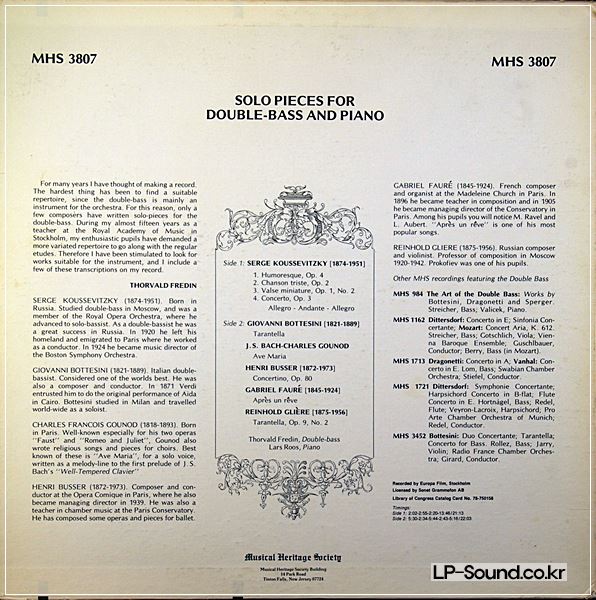 MHS 3807
MHS 3807
SOLO PIECES FOR
DOUBLE-BASS AND PIANO
For many years I have thought of making a record.
The hardest thing has been to find a suitable
repertoire, since the double-bass is mainly an
instrument for the orchestra. For this reason, only a
few composers have written solo-pieces for the
double-bass. During my almost fifteen years as a
teacher at the Royal Academy of Music in
Stockholm, my enthusiastic pupils have demanded a
more variated repertoire to go along with the regular
etudes. Therefore I have been stimulated to look for
works suitable for the instrument, and I include a
few of these transcriptions on my record.
THORVALD FREDIN
SERGE KOUSSEVITZKY (1874-1951). Born in
Russia. Studied double-bass in Moscow, and was a
member of the Royal Opera Orchestra, where he
advanced to solo-bassist. As a double-bassist he was
a great success in Russia. In 1920 he left his
homeland and emigrated to Paris where he worked
as a conductor. In 1924 he became music director of
the Boston Symphony Orchestra.
GIOVANNI BOTTESINI (1821-1889). Italian double-
bassist. Considered one of the worlds best. He was
also a composer and conductor. In 1871 Verdi
entrusted him to do the original performance of Aida
in Cairo. Bottesini studied in Milan and travelled
world-wide as a soloist.
CHARLES FRANCOIS GOUNOD (1818-1893). Born
in Paris. Well-known especially for his two operas
"Faust" and "Romeo and Juliet", Gounod also
wrote religious songs and pieces for choirs. Best
known of these is "Ave Maria", for a solo voice,
written as a melody-line to the first prelude of J. S.
Bach's "Well-Tempered Clavier"
HENRI BUSSER (1872-1973). Composer and con-
ductor at the Opera Comique in Paris, where he also
became managing director in 1939. He was also a
teacher in chamber music at the Paris Conservatory.
He has composed some operas and pieces for ballet.
Side 1: SERGE KOUSSEVITZKY [1874-1951]
1. Humoresque, Op. 4
2. Chanson triste, Op. 2
3. Valse miniature, Op. 1, No. 2
4. Concerto, Op. 3
Allegro - Andante - Allegro
Side 2: GIOVANNI BOTTESINI [1821-1889]
Tarantella
J. S. BACH-CHARLES GOUNOD
Ave Maria
HENRI BUSSER [1872-1973]
Concertino, Op. 80
GABRIEL FAURÉ [1845-1924]
Après un rêve
REINHOLD GLIÈRE [1875-1956]
Tarantella, Op. 9, No. 2
Thorvald Fredin, Double-bass
Lars Roos, Piano
GABRIEL FAURÉ (1845-1924). French composer
and organist at the Madeleine Church in Paris. In
1896 he became teacher in composition and in 1905
he became managing director of the Conservatory in
Paris. Among his pupils you will notice M. Ravel and
L. Aubert. "Après un rêve" is one of his most
popular songs.
REINHOLD GLIERE (1875-1956). Russian composer
and violinist. Professor of composition in Moscow
1920-1942. Prokofiev was one of his pupils.
Other MHS recordings featuring the Double Bass
MHS 984 The Art of the Double Bass: Works by
Bottesini, Dragonetti and Sperger.
Streicher, Bass; Valicek, Piano.
MHS 1162 Dittersdorf: Concerto in E; Sinfonia Con-
certante; Mozart: Concert Aria, K. 612.
Streicher, Bass; Gotschlich, Viola; Vien-
na Baroque Ensemble; Guschlbauer,
Conductor; Berry, Bass (in Mozart).
MHS 1713 Dragonetti: Concerto in A; Vanhal: Con-
certo in E. Lom, Bass; Swabian Chamber
Orchestra; Stiefel, Conductor.
MHS 1721 Dittersdorf: Symphonie Concertante;
Harpsichord Concerto in B-flat; Flute
Concerto in E. Hortnägel, Bass; Redel,
Flute; Veyron-Lacroix, Harpsichord; Pro
Arte Chamber Orchestra of Munich;
Redel, Conductor.
MHS 3452 Bottesini: Duo Concertante; Tarantella;
Concerto for Bass. Rollez, Bass; Jarry,
Violin; Radio France Chamber Orches-
tra; Girard, Conductor.
Recorded by Europa Film, Stockholm
Licensed by Sonet Grammofon AB
Library of Congress Catalog Card No. 78-750158
Timings:
Side 1: 2:02-2:55-2:20-13:46/21:13
Side 2: 5:30-2:34-5:44-2:43-5:16/22:03
Musical Heritage Society
Musical Heritage Society Building
14 Park Road
Tinton Falls, New Jersey 07724
LP-Sound.co.kr